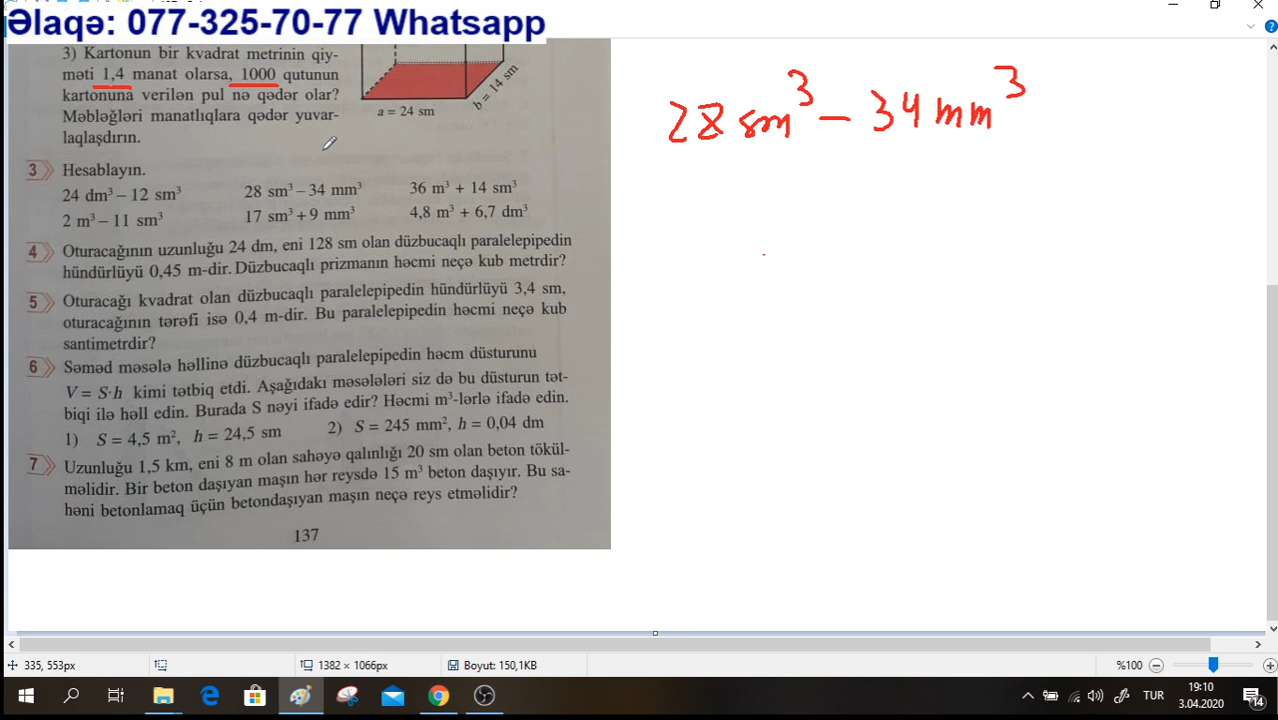 Əlaqə: 077-325-70-77 Whatsapp
3) Kartonun bir kvadrat metrinin qiy-
məti 1,4 manat olarsa, 1000 qutunun
kartonuna verilən pul nə qədər olar?
Məbləğləri manatlıqlara qədər yuvar-
laqlaşdırın.
a = 24 sm
b = 14 sm
3 Hesablayın.
24 dm³ – 12 sm³ 28 sm³ – 34 mm³ 36 m³ + 14 sm³
2 m³ – 11 sm³ 17 sm³ + 9 mm³ 4,8 m³ + 6,7 dm³
4 Oturacağının uzunluğu 24 dm, eni 128 sm olan düzbucaqlı paralelepipedin
hündürlüyü 0,45 m-dir. Düzbucaqlı prizmanın həcmi neçə kub metrdir?
5 Oturacağı kvadrat olan düzbucaqlı paralelepipedin hündürlüyü 3,4 sm,
oturacağının tərəfi isə 0,4 m-dir. Bu paralelepipedin həcmi neçə kub
santimetrdir?
6 Səməd məsələ həllinə düzbucaqlı paralelepipedin həcm düsturunu
V = S·h kimi tətbiq etdi. Aşağıdakı məsələləri siz də bu düsturun tət-
biqi ilə həll edin. Burada S nəyi ifadə edir? Həcmi m³-lərlə ifadə edin.
1) S = 4,5 m², h = 24,5 sm 2) S = 245 mm², h = 0,04 dm
7 Uzunluğu 1,5 km, eni 8 m olan sahəyə qalınlığı 20 sm olan beton tökül-
məlidir. Bir beton daşıyan maşın hər reysdə 15 m³ beton daşıyır. Bu sa-
həni betonlamaq üçün betondaşıyan maşın neçə reys etməlidir?
137
28 sm³ – 34 mm³
335, 553px
1382 × 1066px
Boyut: 150,1KB
%100
TUR
19:10
3.04.2020
14